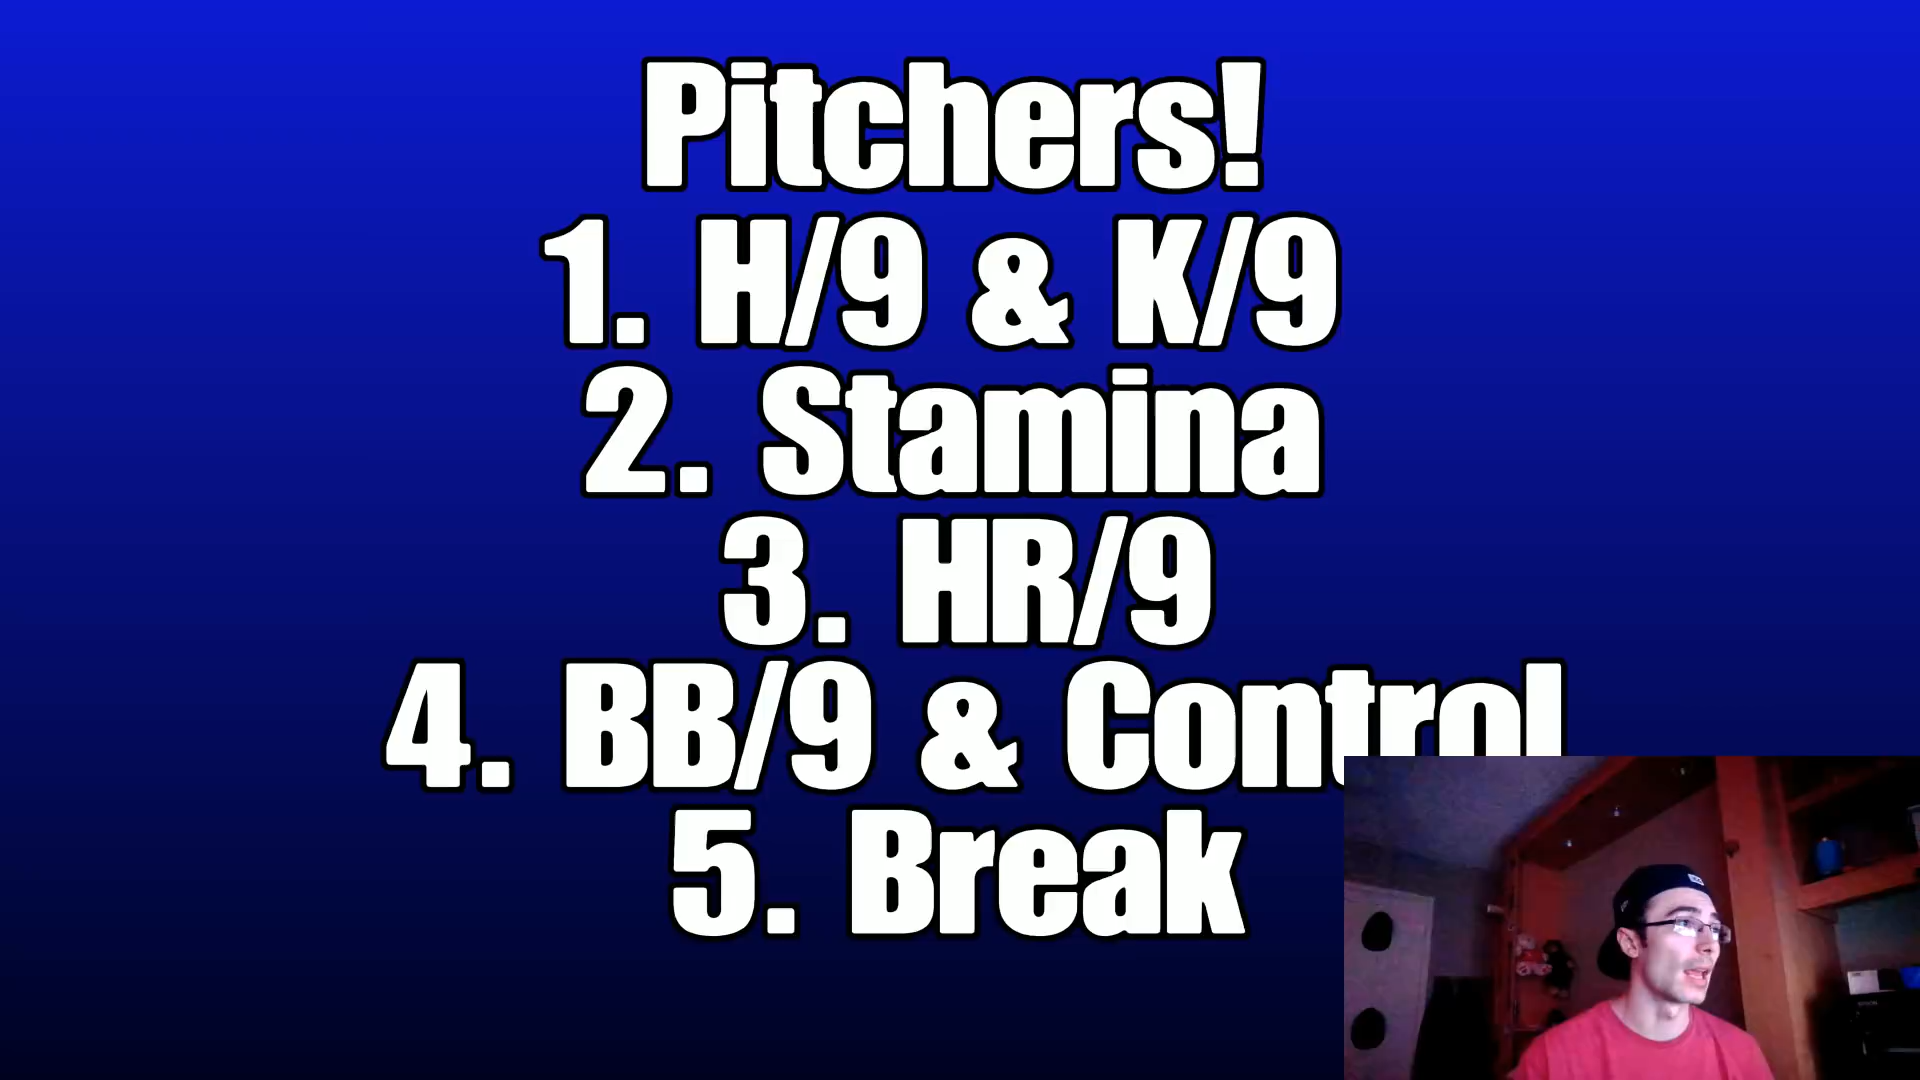 Pitchers!
1. H/9 & K/9
2. Stamina
3. HR/9
4. BB/9 & Control
5. Break